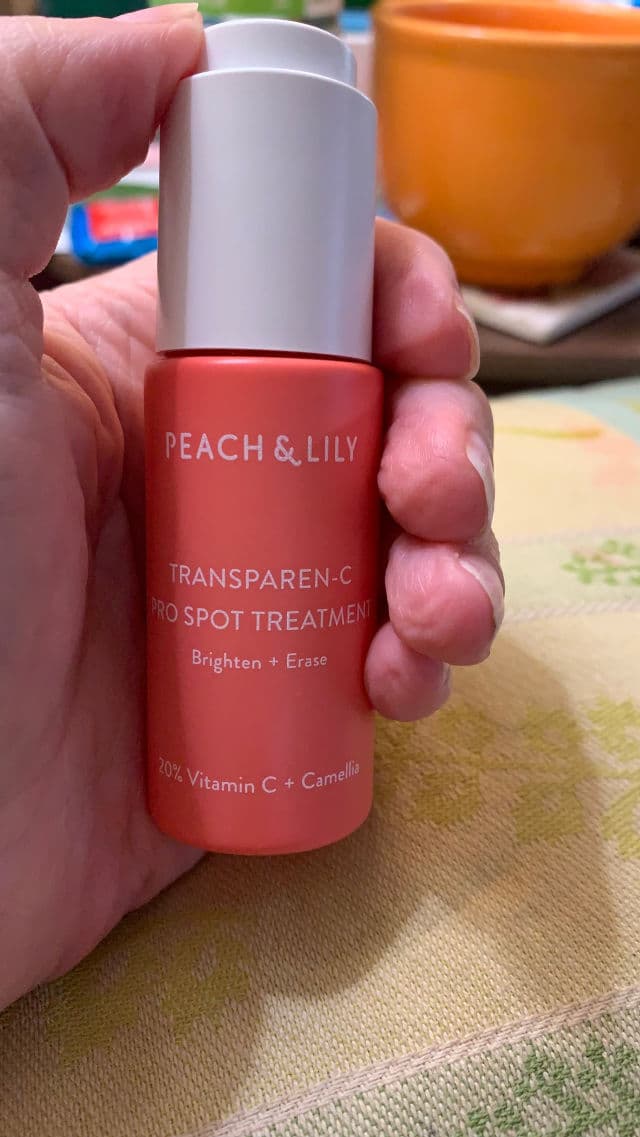 PEACH & LILY
TRANSPAREN-C
PRO SPOT TREATMENT
Brighten + Erase
20% Vitamin C + Camellia